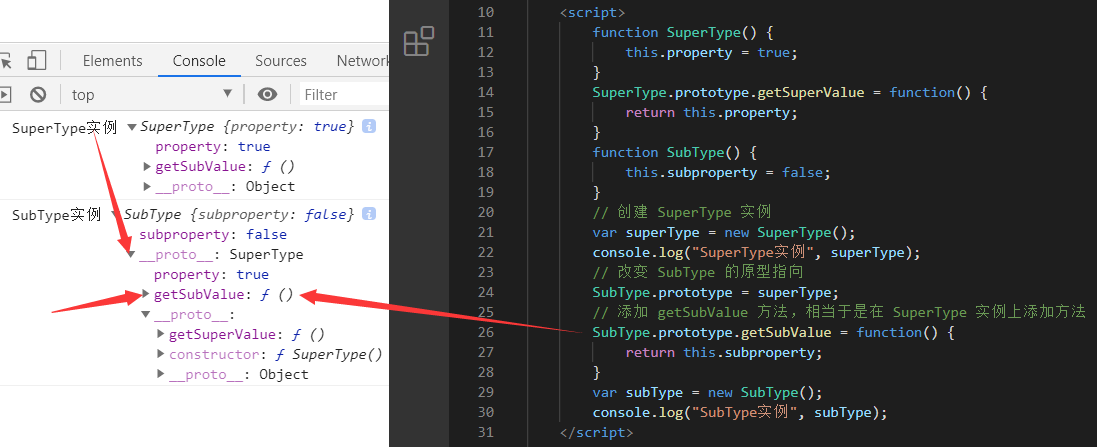 Elements Console Sources Network
top Filter
SuperType实例 ▼SuperType {property: true} i
property: true
▶getSubValue: ƒ ()
▶__proto__: Object
SubType实例 ▼SubType {subproperty: false} i
subproperty: false
▼__proto__: SuperType
property: true
▶getSubValue: ƒ ()
▼__proto__:
▶getSuperValue: ƒ ()
▶constructor: ƒ SuperType()
▶__proto__: Object
10 <script>
11 function SuperType() {
12 this.property = true;
13 }
14 SuperType.prototype.getSuperValue = function() {
15 return this.property;
16 }
17 function SubType() {
18 this.subproperty = false;
19 }
20 // 创建 SuperType 实例
21 var superType = new SuperType();
22 console.log("SuperType实例", superType);
23 // 改变 SubType 的原型指向
24 SubType.prototype = superType;
25 // 添加 getSubValue 方法，相当于是在 SuperType 实例上添加方法
26 SubType.prototype.getSubValue = function() {
27 return this.subproperty;
28 }
29 var subType = new SubType();
30 console.log("SubType实例", subType);
31 </script>